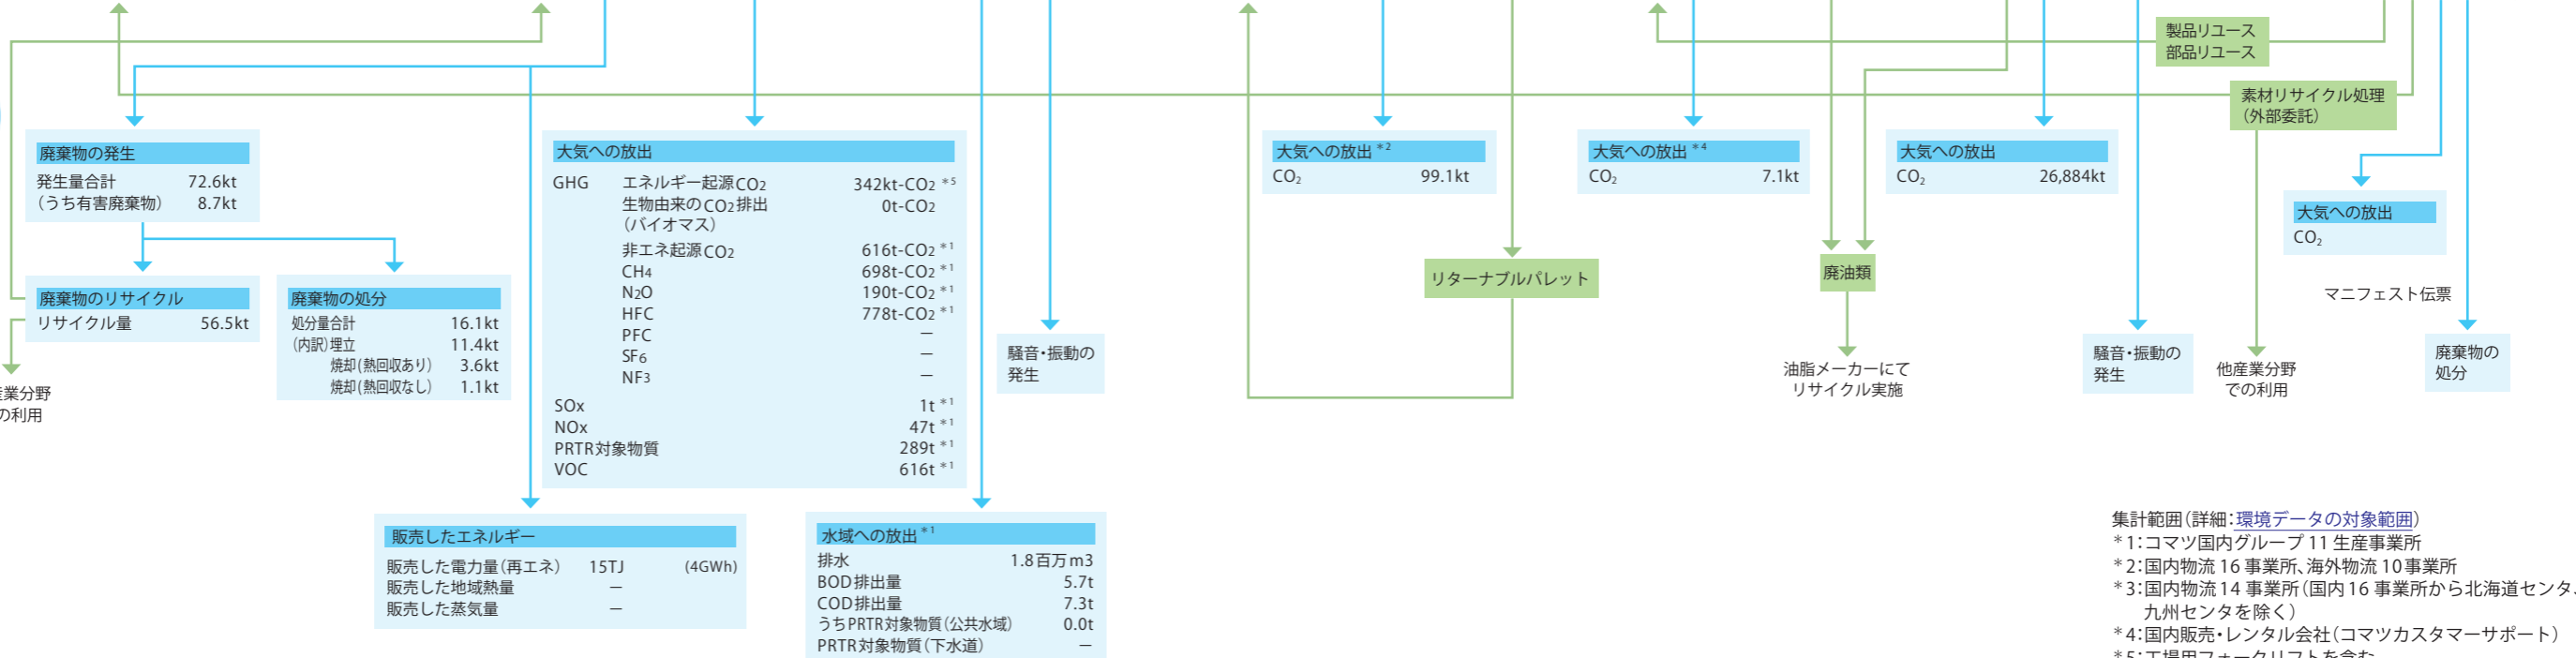 製品リユース
部品リユース
素材リサイクル処理
（外部委託）
廃棄物の発生
発生量合計 72.6kt
（うち有害廃棄物） 8.7kt
廃棄物のリサイクル
リサイクル量 56.5kt
廃棄物の処分
処分量合計 16.1kt
（内訳）埋立 11.4kt
焼却（熱回収あり） 3.6kt
焼却（熱回収なし） 1.1kt
業分野
の利用
大気への放出
GHG エネルギー起源CO2 342kt-CO2 ＊5
生物由来のCO2排出 0t-CO2
（バイオマス）
非エネ起源CO2 616t-CO2 ＊1
CH4 698t-CO2 ＊1
N2O 190t-CO2 ＊1
HFC 778t-CO2 ＊1
PFC －
SF6 －
NF3 －
SOx 1t ＊1
NOx 47t ＊1
PRTR対象物質 289t ＊1
VOC 616t ＊1
販売したエネルギー
販売した電力量（再エネ） 15TJ (4GWh)
販売した地域熱量 －
販売した蒸気量 －
水域への放出 ＊1
排水 1.8百万m3
BOD排出量 5.7t
COD排出量 7.3t
うちPRTR対象物質（公共水域） 0.0t
PRTR対象物質（下水道） －
騒音・振動の
発生
大気への放出 ＊2
CO2 99.1kt
リターナブルパレット
大気への放出 ＊4
CO2 7.1kt
廃油類
油脂メーカーにて
リサイクル実施
大気への放出
CO2 26,884kt
騒音・振動の
発生
他産業分野
での利用
大気への放出
CO2
マニフェスト伝票
廃棄物の
処分
集計範囲（詳細：環境データの対象範囲）
＊1：コマツ国内グループ 11 生産事業所
＊2：国内物流 16 事業所、海外物流 10事業所
＊3：国内物流 14 事業所（国内 16 事業所から北海道センタ、
九州センタを除く）
＊4：国内販売・レンタル会社（コマツカスタマーサポート）
＊5：工場用フォークリフトを含む